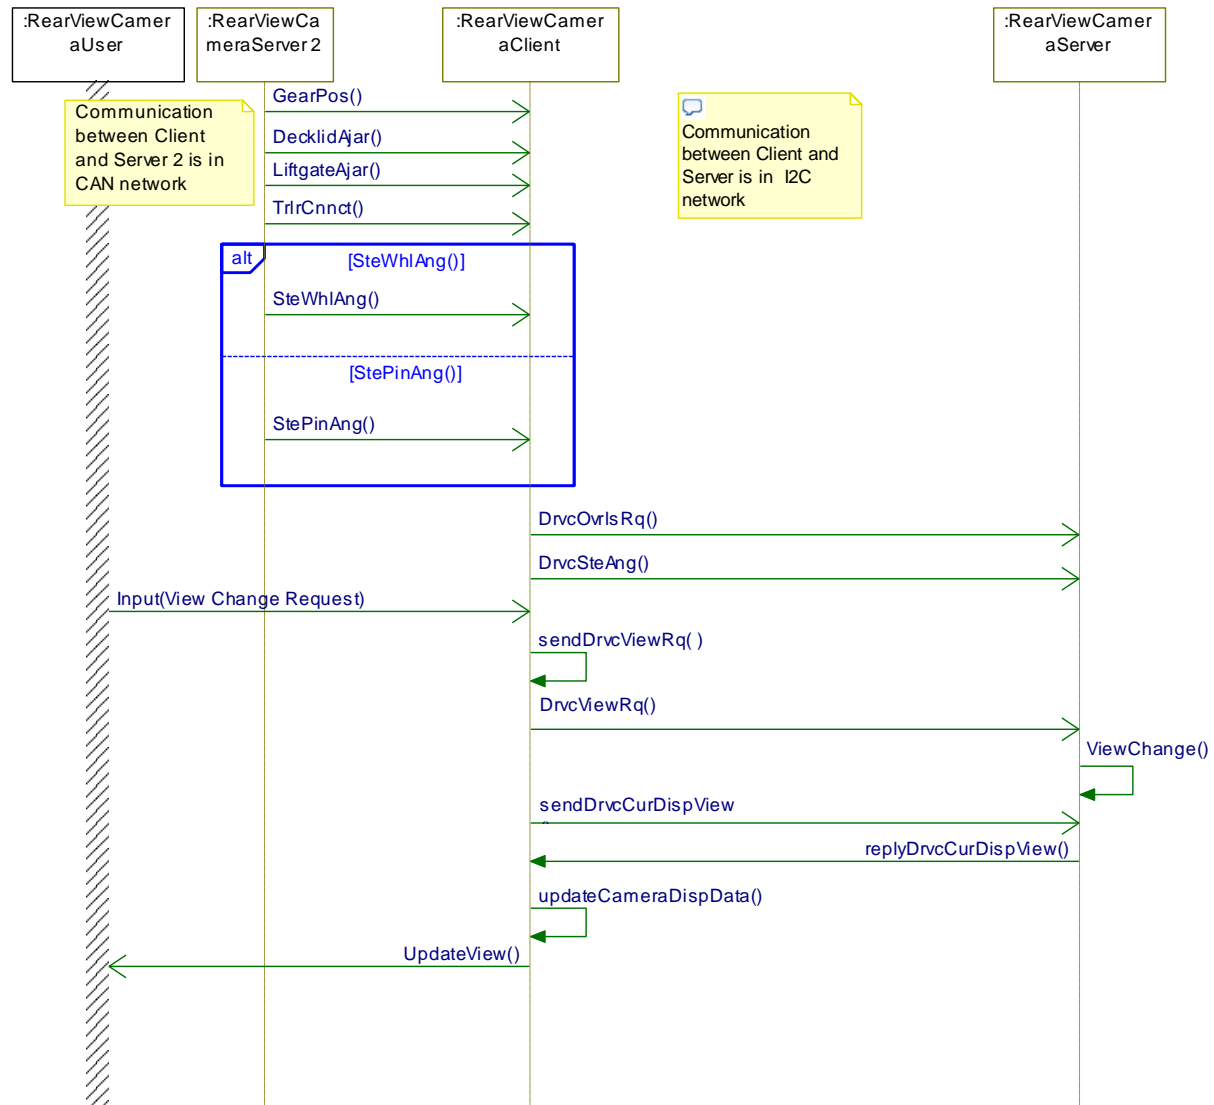 :RearViewCamer
aUser
:RearViewCa
meraServer2
:RearViewCamer
aClient
:RearViewCamer
aServer
Communication
between Client
and Server 2 is in
CAN network
Communication
between Client and
Server is in I2C
network
GearPos()
DecklidAjar()
LiftgateAjar()
TrlrCnnct()
alt
[SteWhlAng()]
SteWhlAng()
[StePinAng()]
StePinAng()
DrvcOvrlsRq()
DrvcSteAng()
Input(View Change Request)
sendDrvcViewRq( )
DrvcViewRq()
ViewChange()
sendDrvcCurDispView
replyDrvcCurDispView()
updateCameraDispData()
UpdateView()